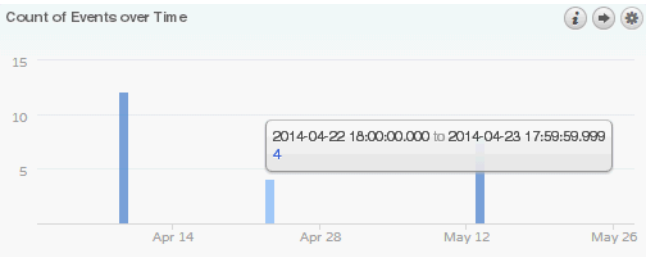 Count of Events over Time
15
10
5
2014-04-22 18:00:00.000 to 2014-04-23 17:59:59.999
4
Apr 14
Apr 28
May 12
May 26